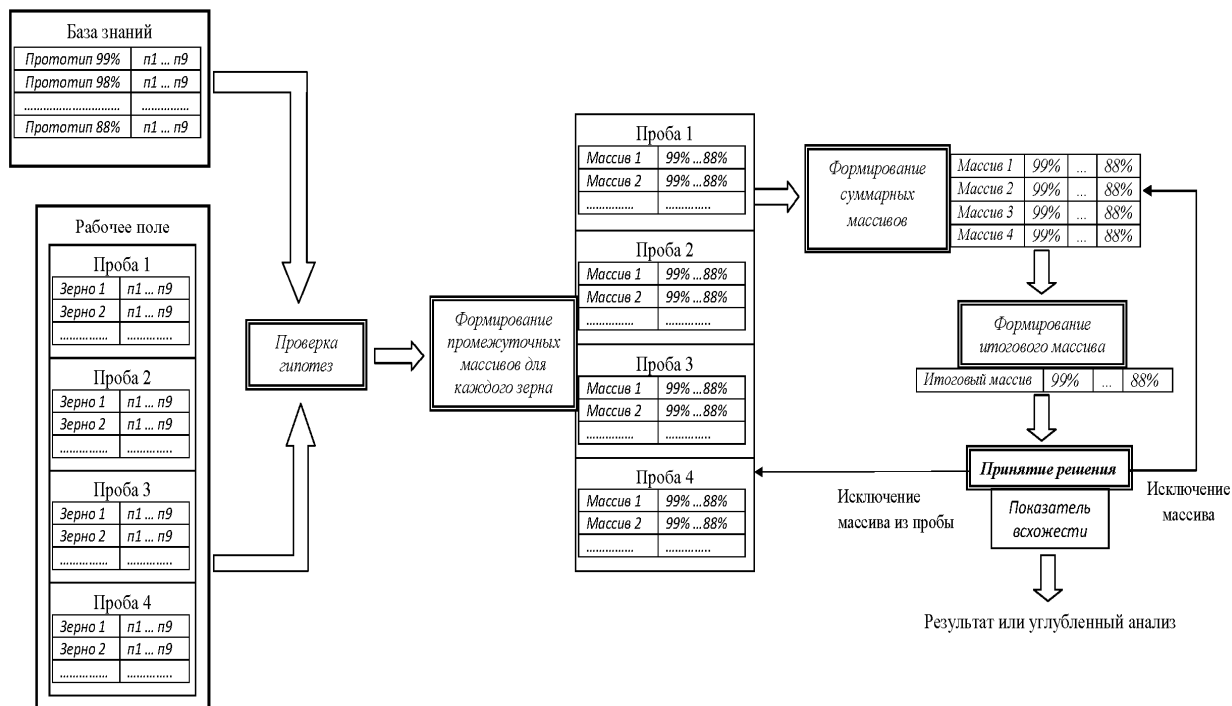 База знаний
Прототип 99% п1 ... п9
Прототип 98% п1 ... п9
................................ ................
Прототип 88% п1 ... п9
Рабочее поле
Проба 1
Зерно 1 п1 ... п9
Зерно 2 п1 ... п9
............... ..............
Проба 2
Зерно 1 п1 ... п9
Зерно 2 п1 ... п9
............... ..............
Проба 3
Зерно 1 п1 ... п9
Зерно 2 п1 ... п9
............... ..............
Проба 4
Зерно 1 п1 ... п9
Зерно 2 п1 ... п9
............... ..............
Проверка
гипотез
Формирование
промежуточных
массивов для
каждого зерна
Проба 1
Массив 1 99% ...88%
Массив 2 99% ...88%
............... ..............
Проба 2
Массив 1 99% ...88%
Массив 2 99% ...88%
............... ..............
Проба 3
Массив 1 99% ...88%
Массив 2 99% ...88%
............... ..............
Проба 4
Массив 1 99% ...88%
Массив 2 99% ...88%
............... ..............
Формирование
суммарных
массивов
Массив 1 99% ... 88%
Массив 2 99% ... 88%
Массив 3 99% ... 88%
Массив 4 99% ... 88%
Формирование
итогового массива
Итоговый массив 99% ... 88%
Принятие решения
Исключение
массива из пробы
Показатель
всхожести
Исключение
массива
Результат или углубленный анализ